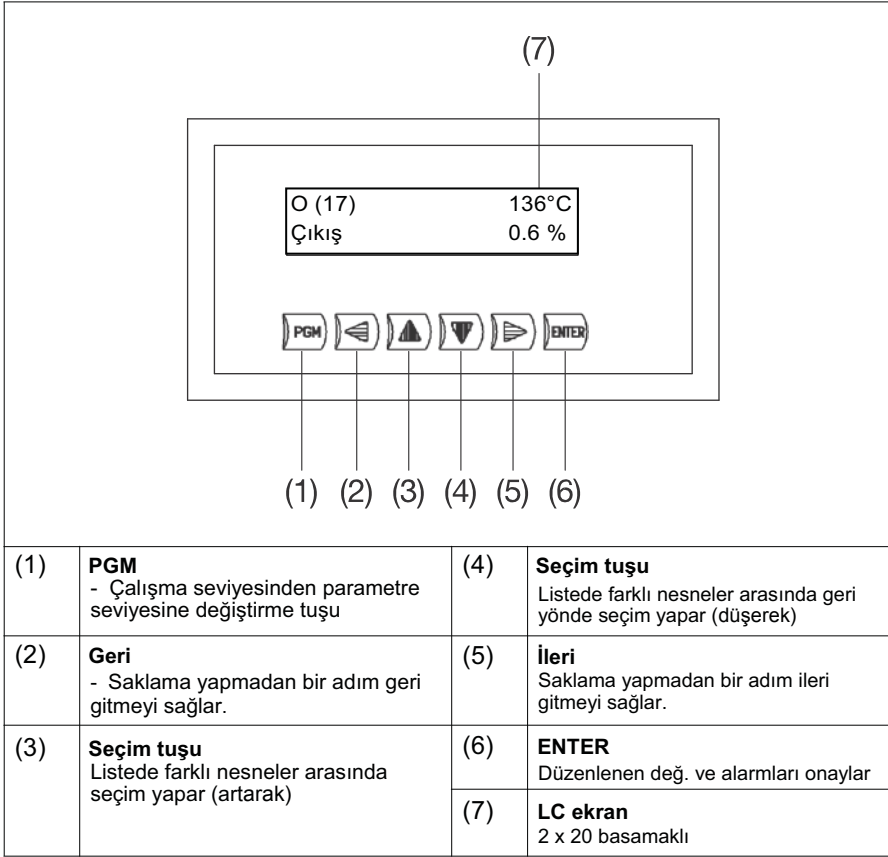 (7)
O (17) 136°C
Çıkış 0.6 %
PGM ENTER
(1) (2) (3) (4) (5) (6)
(1) PGM
- Çalışma seviyesinden parametre
seviyesine değiştirme tuşu
(4) Seçim tuşu
Listede farklı nesneler arasında geri
yönde seçim yapar (düşerek)
(2) Geri
- Saklama yapmadan bir adım geri
gitmeyi sağlar.
(5) İleri
Saklama yapmadan bir adım ileri
gitmeyi sağlar.
(3) Seçim tuşu
Listede farklı nesneler arasında
seçim yapar (artarak)
(6) ENTER
Düzenlenen değ. ve alarmları onaylar
(7) LC ekran
2 x 20 basamaklı